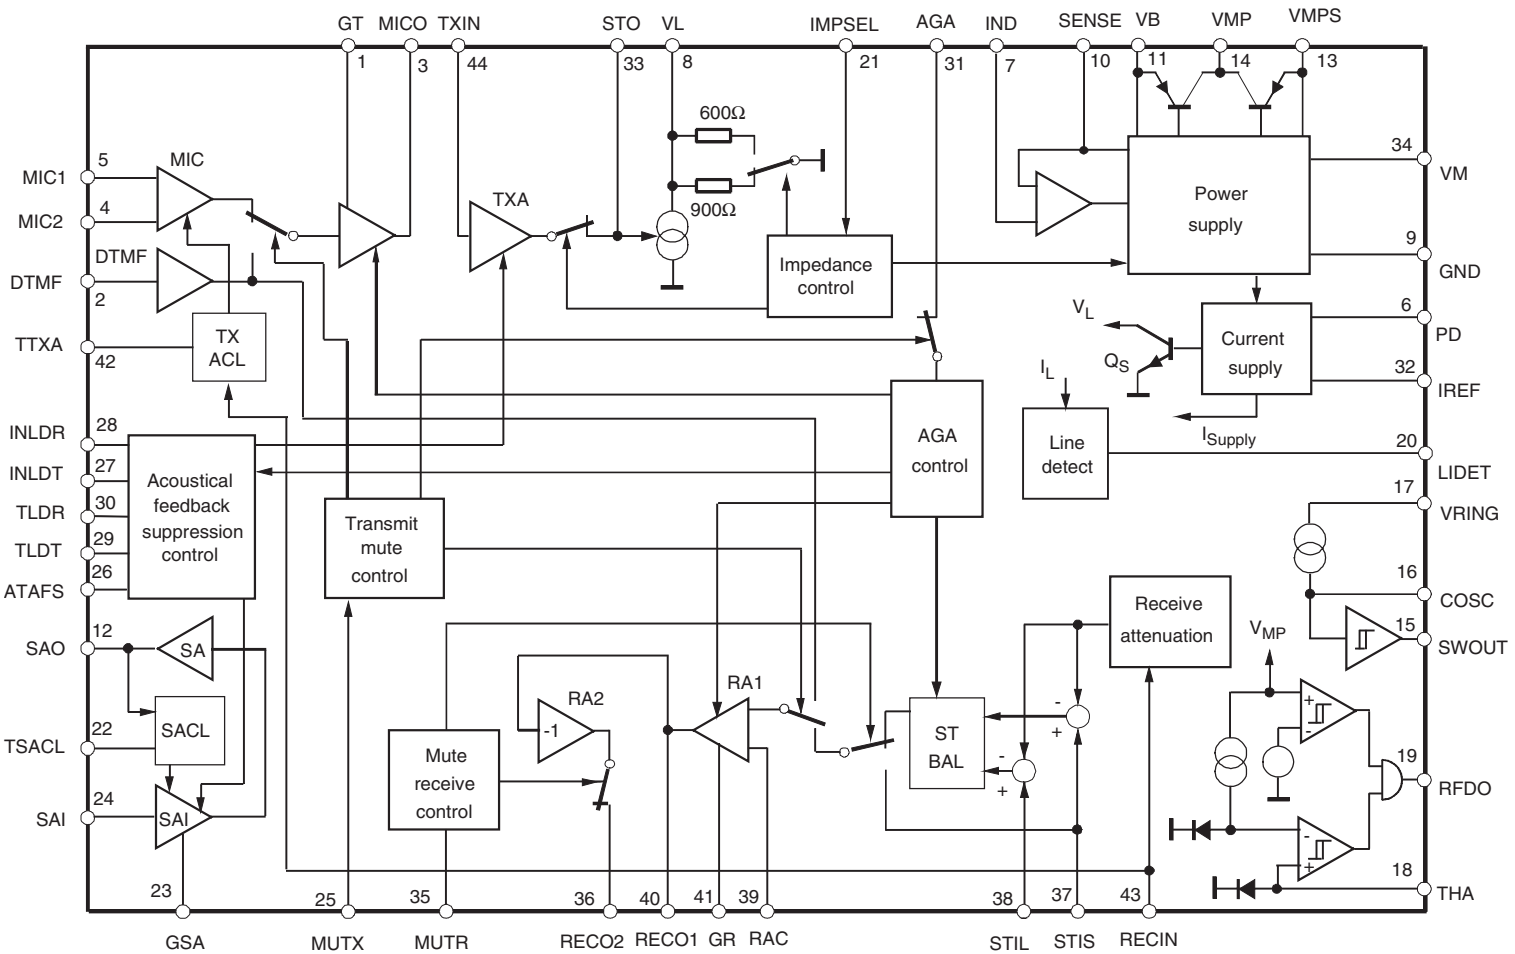 GT MICO TXIN STO VL IMPSEL AGA IND SENSE VB VMP VMPS
1 3 44 33 8 21 31 7 10 11 14 13
600Ω
900Ω
5
MIC1
MIC
4
MIC2
DTMF
DTMF
2
TXA
TX
ACL
TTXA
42
Impedance
control
Power
supply
34
VM
9
GND
6
PD
32
IREF
Current
supply
VL
QS
IL
ISupply
Line
detect
20
LIDET
AGA
control
INLDR
28
INLDT
27
TLDR
30
TLDT
29
ATAFS
26
Acoustical
feedback
suppression
control
Transmit
mute
control
17
VRING
16
COSC
15
SWOUT
Receive
attenuation
SAO
12
SA
SACL
TSACL
22
SAI
24
SAI
RA2
-1
RA1
Mute
receive
control
ST
BAL
-
+
-
+
VMP
+
-
-
+
19
RFDO
18
THA
23 25 35 36 40 41 39 38 37 43
GSA MUTX MUTR RECO2 RECO1 GR RAC STIL STIS RECIN